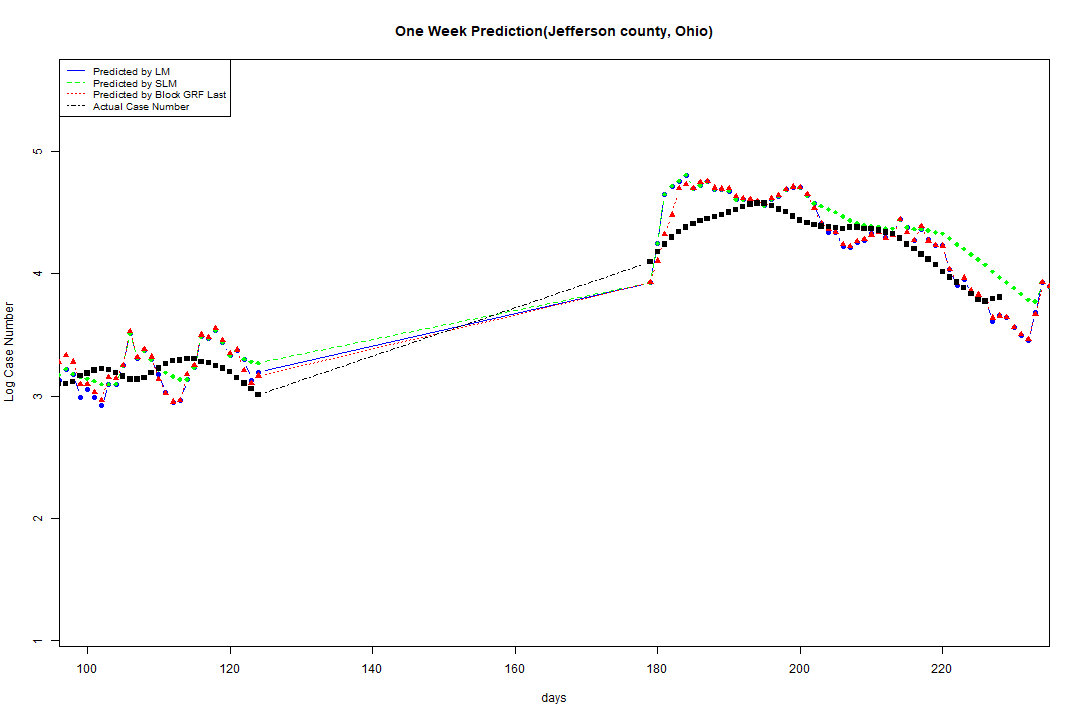 One Week Prediction(Jefferson county, Ohio)
Predicted by LM
Predicted by SLM
Predicted by Block GRF Last
Actual Case Number
Log Case Number
5
4
3
2
1
100 120 140 160 180 200 220
days